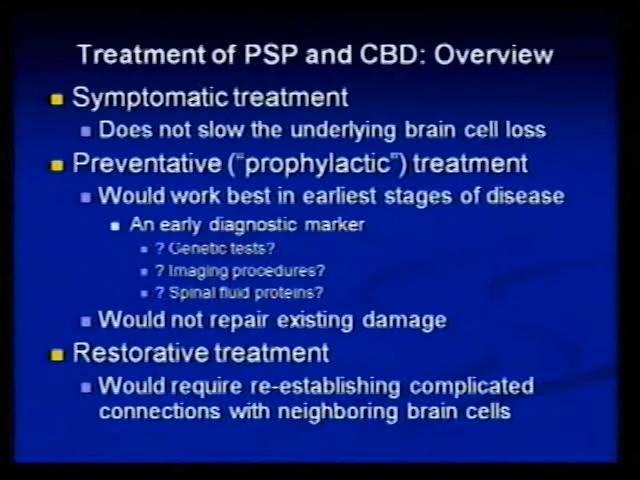 Treatment of PSP and CBD: Overview
Symptomatic treatment
Does not slow the underlying brain cell loss
Preventative ("prophylactic") treatment
Would work best in earliest stages of disease
An early diagnostic marker
? Genetic tests?
? Imaging procedures?
? Spinal fluid proteins?
Would not repair existing damage
Restorative treatment
Would require re-establishing complicated
connections with neighboring brain cells